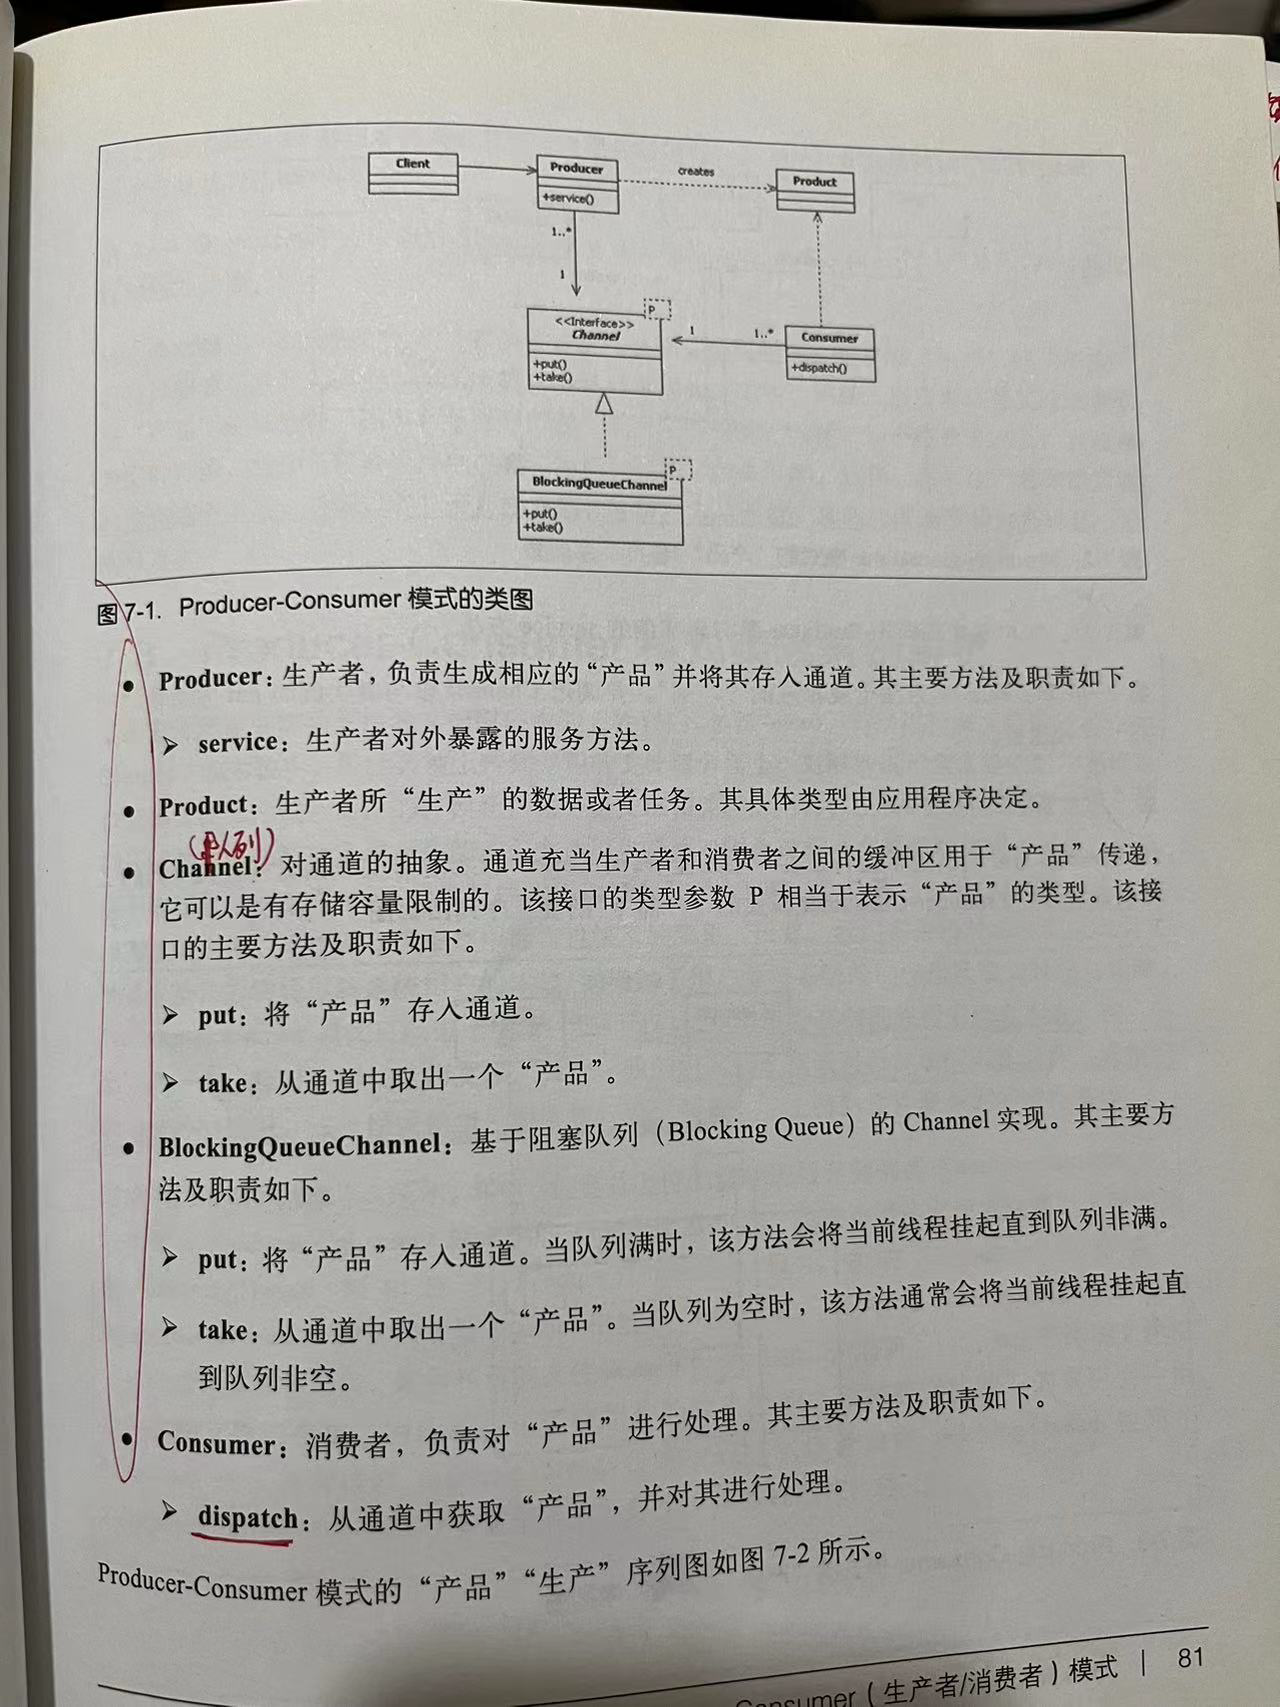 Client
Producer
+service()
creates
Product
1..*
1
P
<<Interface>>
Channel
+put()
+take()
1
1..*
Consumer
+dispatch()
P
BlockingQueueChannel
+put()
+take()
图 7-1. Producer-Consumer 模式的类图
● Producer：生产者，负责生成相应的“产品”并将其存入通道。其主要方法及职责如下。
➢ service：生产者对外暴露的服务方法。
● Product：生产者所“生产”的数据或者任务。其具体类型由应用程序决定。
(队列)
● Channel：对通道的抽象。通道充当生产者和消费者之间的缓冲区用于“产品”传递，
它可以是有存储容量限制的。该接口的类型参数 P 相当于表示“产品”的类型。该接
口的主要方法及职责如下。
➢ put：将“产品”存入通道。
➢ take：从通道中取出一个“产品”。
● BlockingQueueChannel：基于阻塞队列（Blocking Queue）的 Channel 实现。其主要方
法及职责如下。
➢ put：将“产品”存入通道。当队列满时，该方法会将当前线程挂起直到队列非满。
➢ take：从通道中取出一个“产品”。当队列为空时，该方法通常会将当前线程挂起直
到队列非空。
● Consumer：消费者，负责对“产品”进行处理。其主要方法及职责如下。
➢ dispatch：从通道中获取“产品”，并对其进行处理。
Producer-Consumer 模式的“产品”“生产”序列图如图 7-2 所示。
Consumer（生产者/消费者）模式 | 81